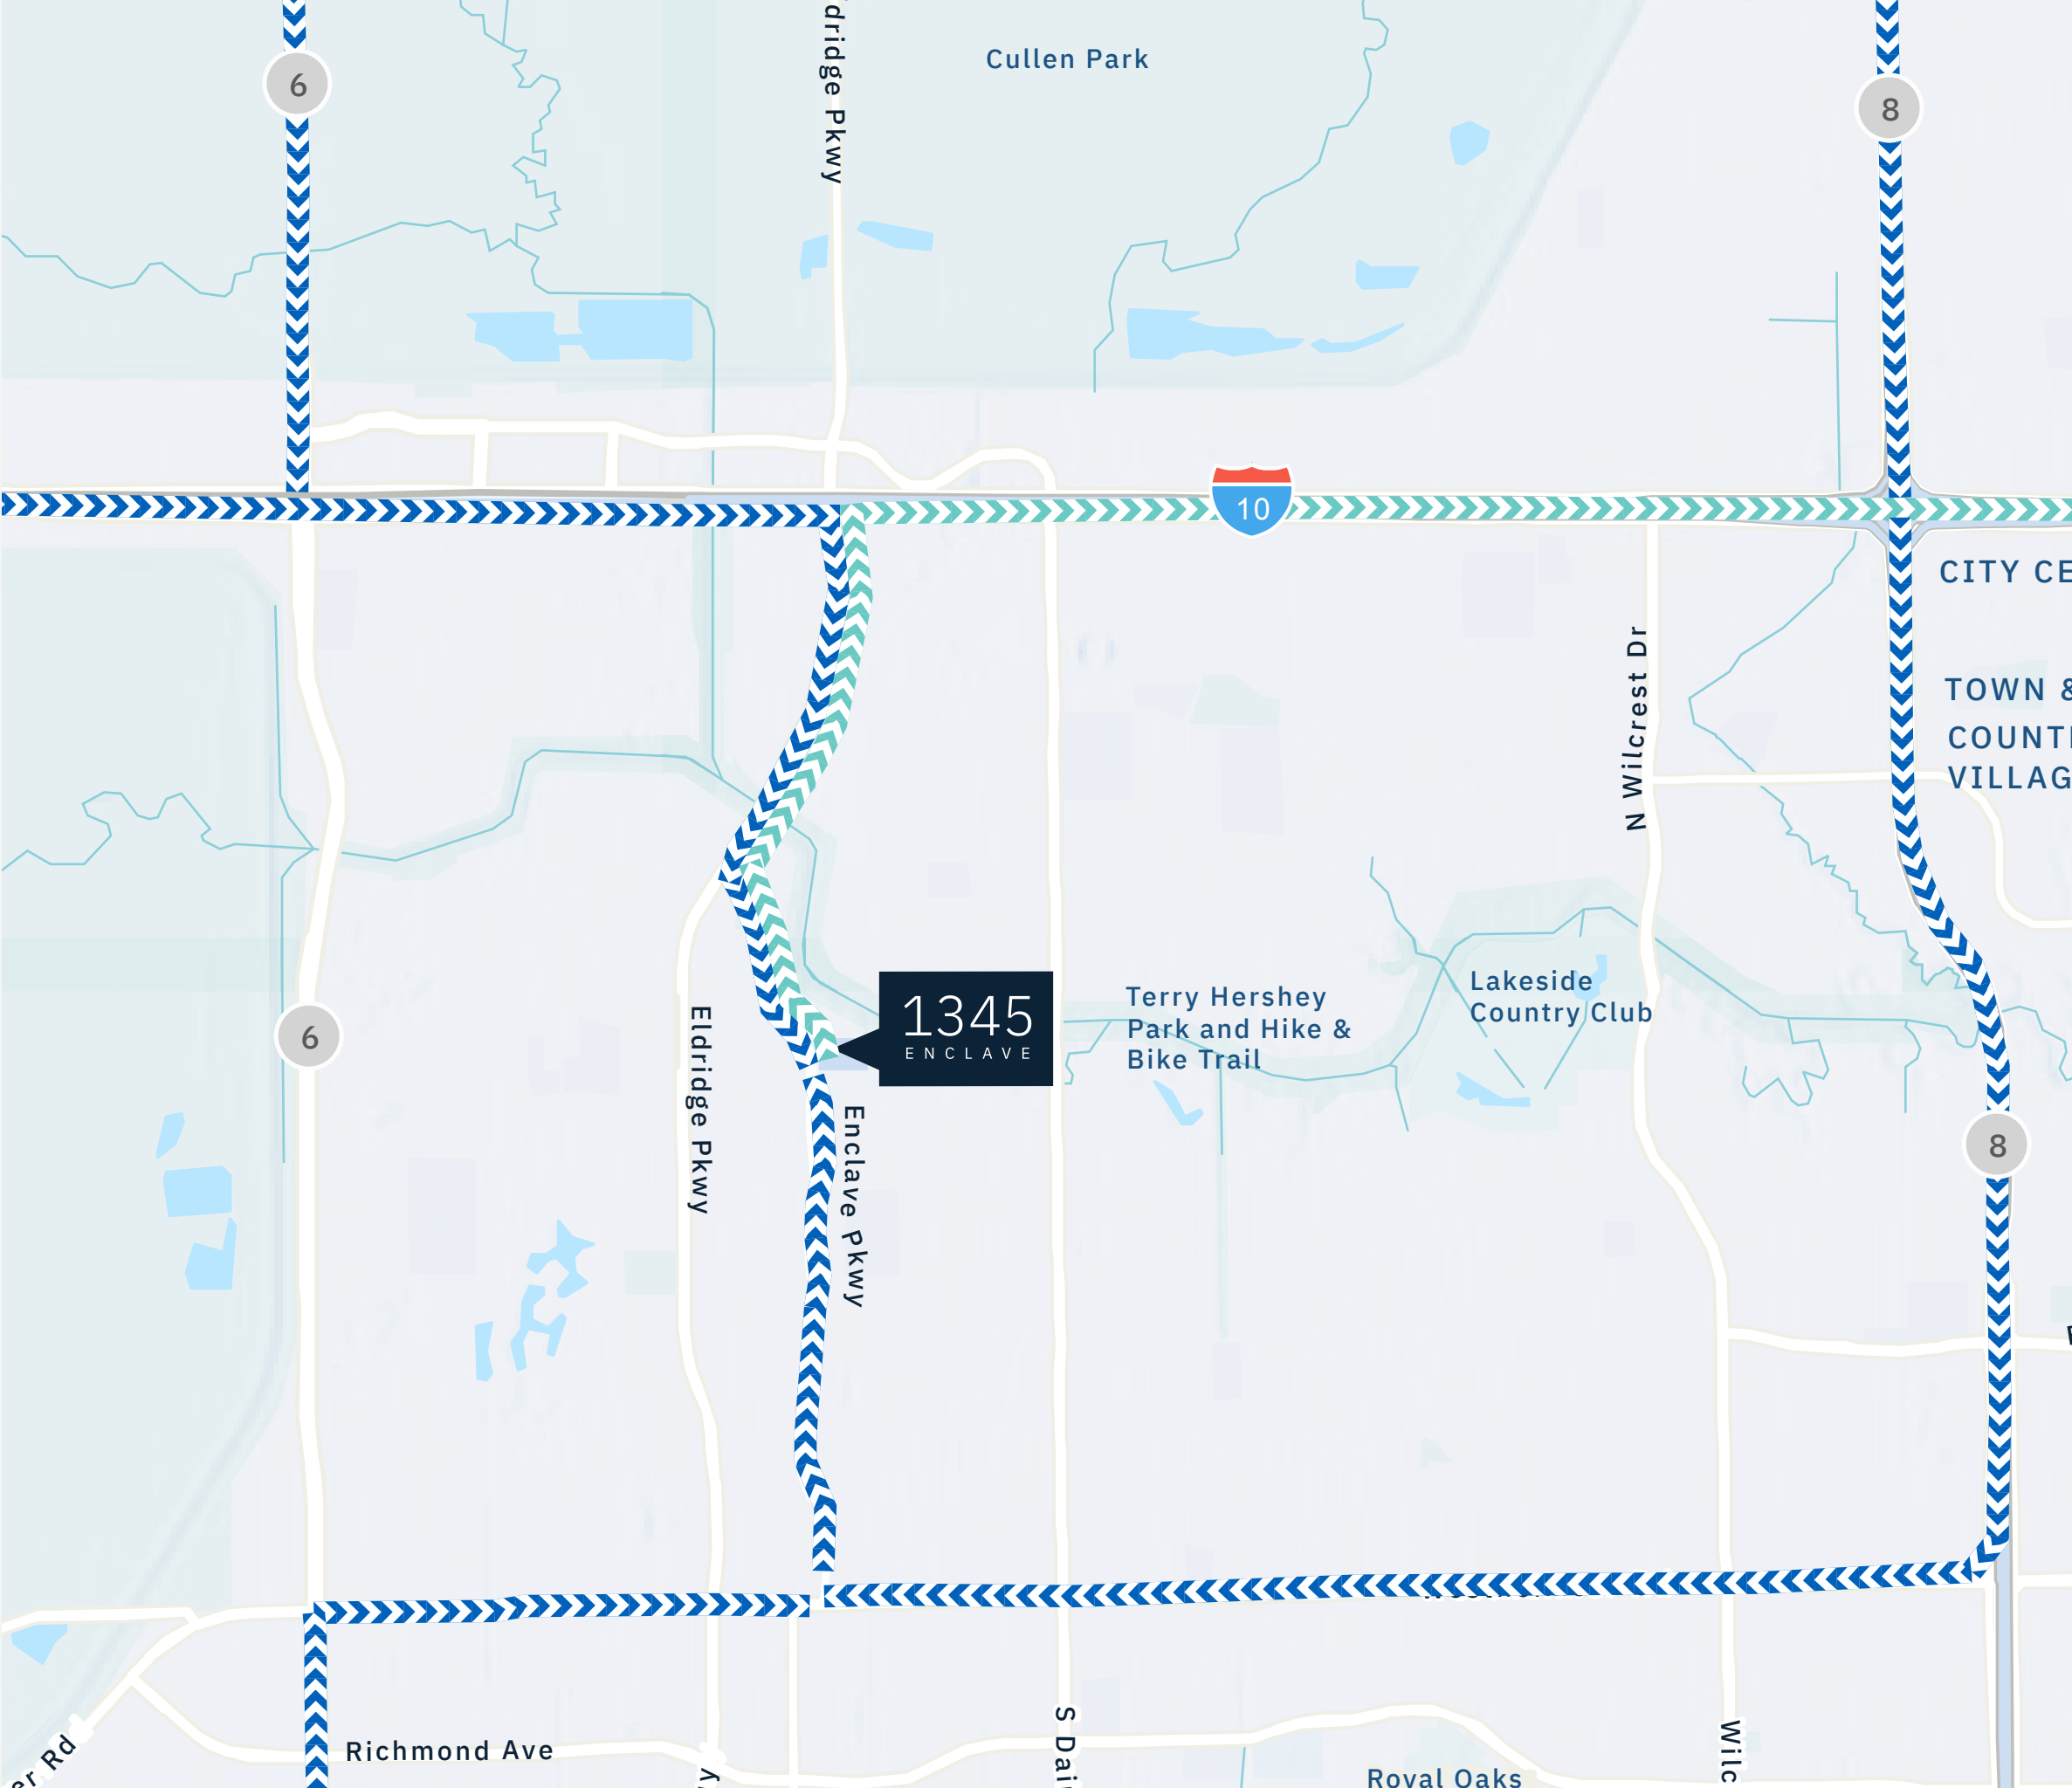 6
dridge Pkwy
Cullen Park
8
10
CITY CE
TOWN &
COUNT
VILLAG
N Wilcrest Dr
1345
ENCLAVE
Terry Hershey
Park and Hike &
Bike Trail
Lakeside
Country Club
6
Eldridge Pkwy
Enclave Pkwy
8
Richmond Ave
er Rd
y
S Dai
Wilc
Royal Oaks